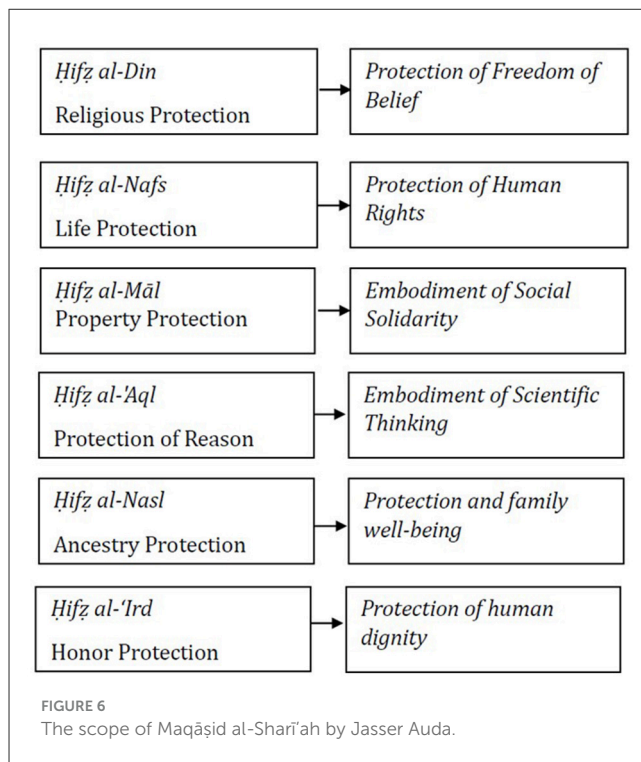 Ḥifẓ al-Din
Religious Protection
Protection of Freedom of
Belief
Ḥifẓ al-Nafs
Life Protection
Protection of Human
Rights
Ḥifẓ al-Māl
Property Protection
Embodiment of Social
Solidarity
Ḥifẓ al-'Aql
Protection of Reason
Embodiment of Scientific
Thinking
Ḥifẓ al-Nasl
Ancestry Protection
Protection and family
well-being
Ḥifẓ al-‘Ird
Honor Protection
Protection of human
dignity
FIGURE 6
The scope of Maqāṣid al-Sharī’ah by Jasser Auda.